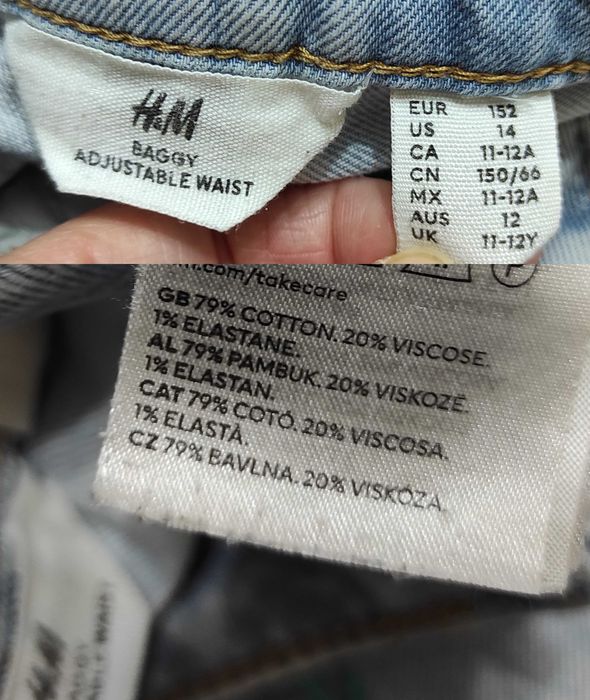 H&M
BAGGY
ADJUSTABLE WAIST
EUR 152
US 14
CA 11-12A
CN 150/66
MX 11-12A
AUS 12
UK 11-12Y
.com/takecare
GB 79% COTTON. 20% VISCOSE.
1% ELASTANE.
AL 79% PAMBUK. 20% VISKOZË.
1% ELASTAN.
CAT 79% COTÓ. 20% VISCOSA.
1% ELASTÀ.
CZ 79% BAVLNA. 20% VISKÓZA.
H&M